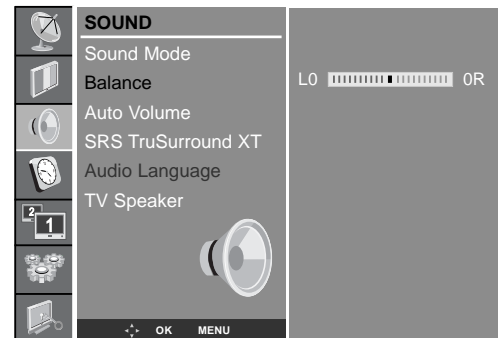 SOUND
Sound Mode
Balance
L0 0R
Auto Volume
SRS TruSurround XT
Audio Language
TV Speaker
2
1
OK MENU